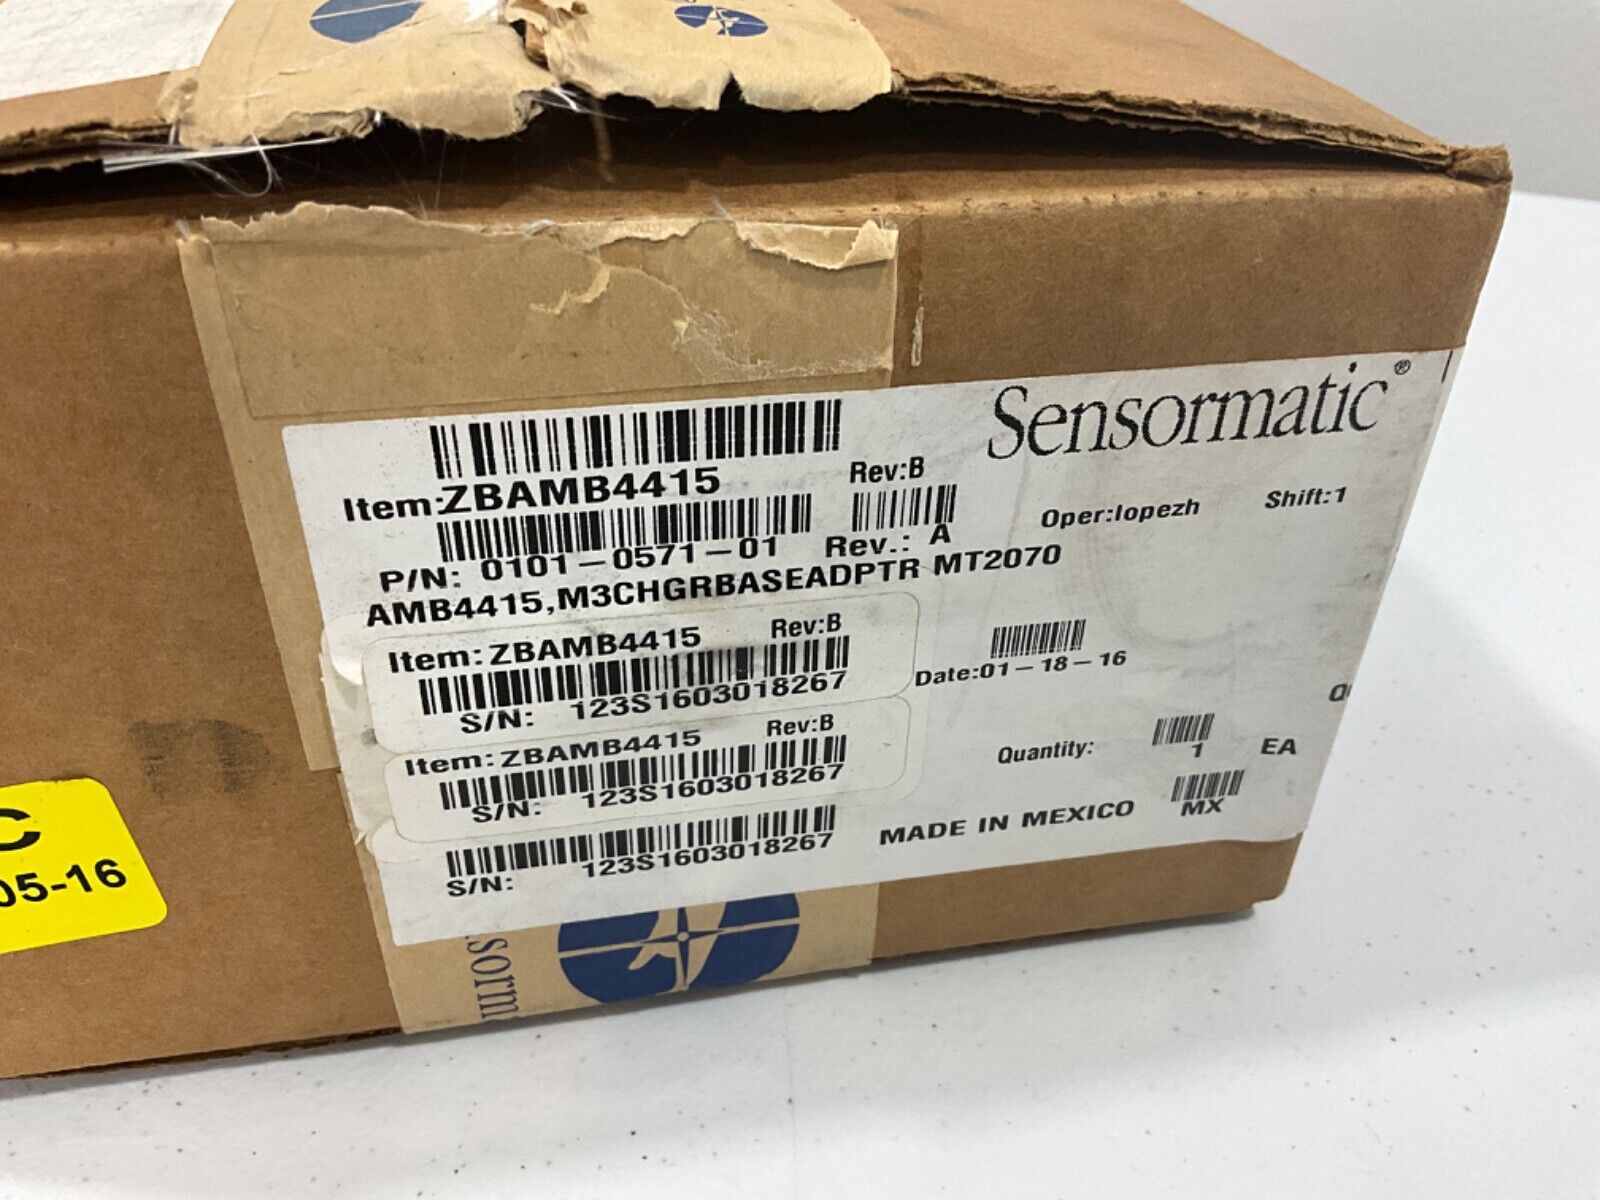 Sensormatic®
Item:ZBAMB4415 Rev:B
P/N: 0101-0571-01 Rev.: A Oper:lopezh Shift:1
AMB4415,M3CHGRBASEADPTR MT2070
Item:ZBAMB4415 Rev:B
S/N: 123S1603018267 Date:01-18-16
Item:ZBAMB4415 Rev:B
S/N: 123S1603018267 Quantity: 1 EA
S/N: 123S1603018267 MADE IN MEXICO MX
C
05-16
sorm